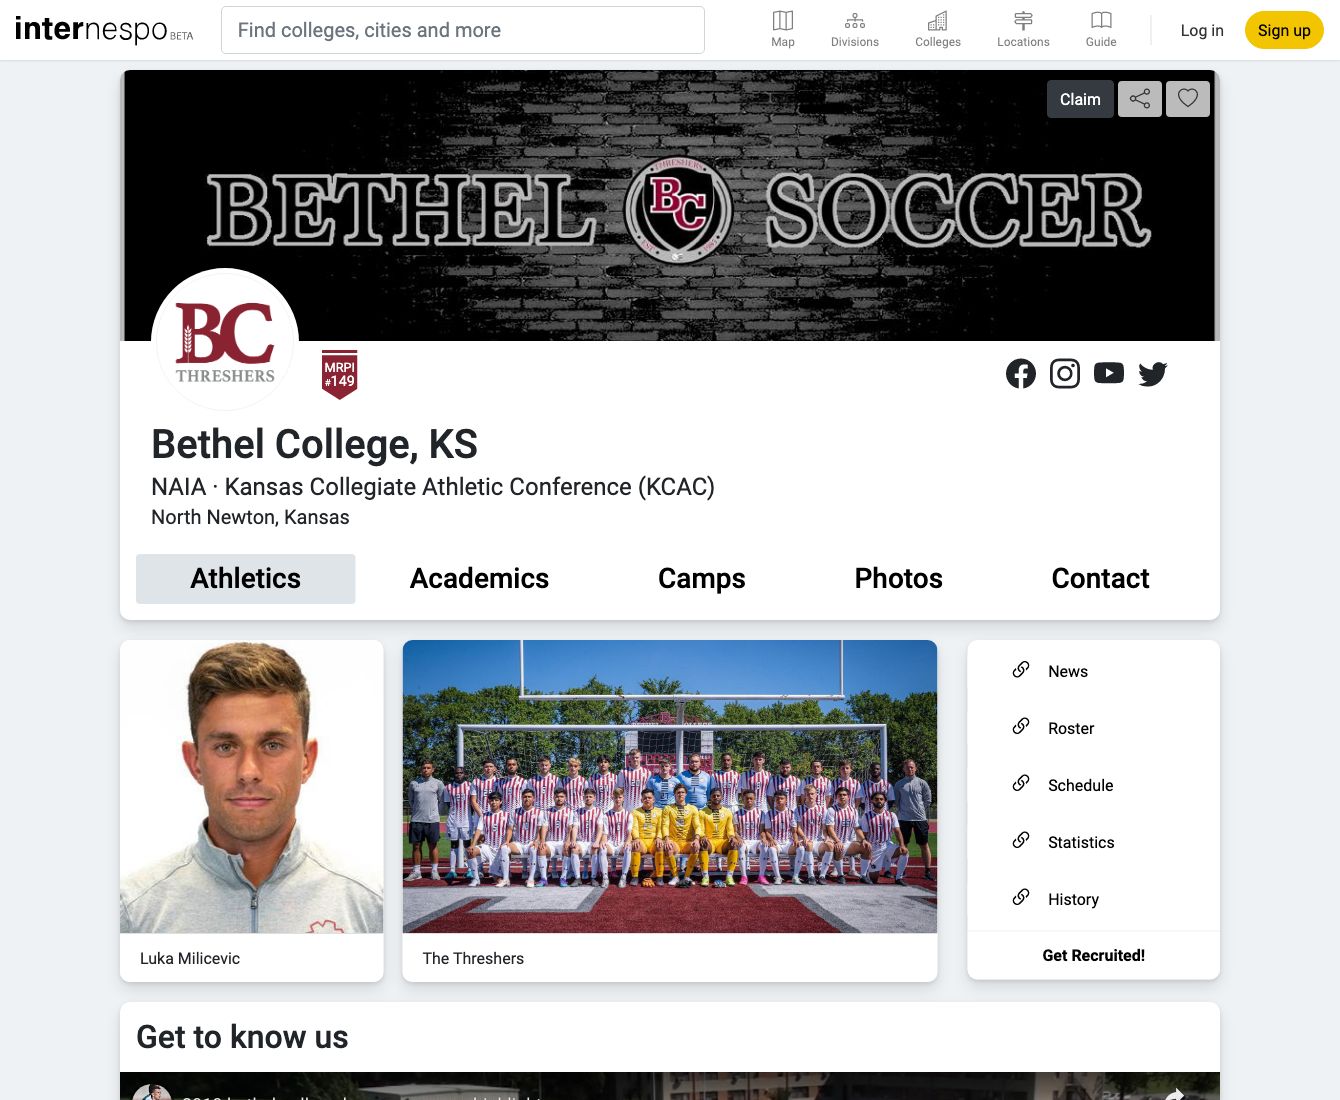 internespo BETA
Find colleges, cities and more
Map
Divisions
Colleges
Locations
Guide
Log in
Sign up
Claim
BETHEL SOCCER
THRESHERS
BC
BC
THRESHERS
MRPI
#149
Bethel College, KS
NAIA · Kansas Collegiate Athletic Conference (KCAC)
North Newton, Kansas
Athletics
Academics
Camps
Photos
Contact
News
Roster
Schedule
Statistics
History
Get Recruited!
Luka Milicevic
The Threshers
Get to know us